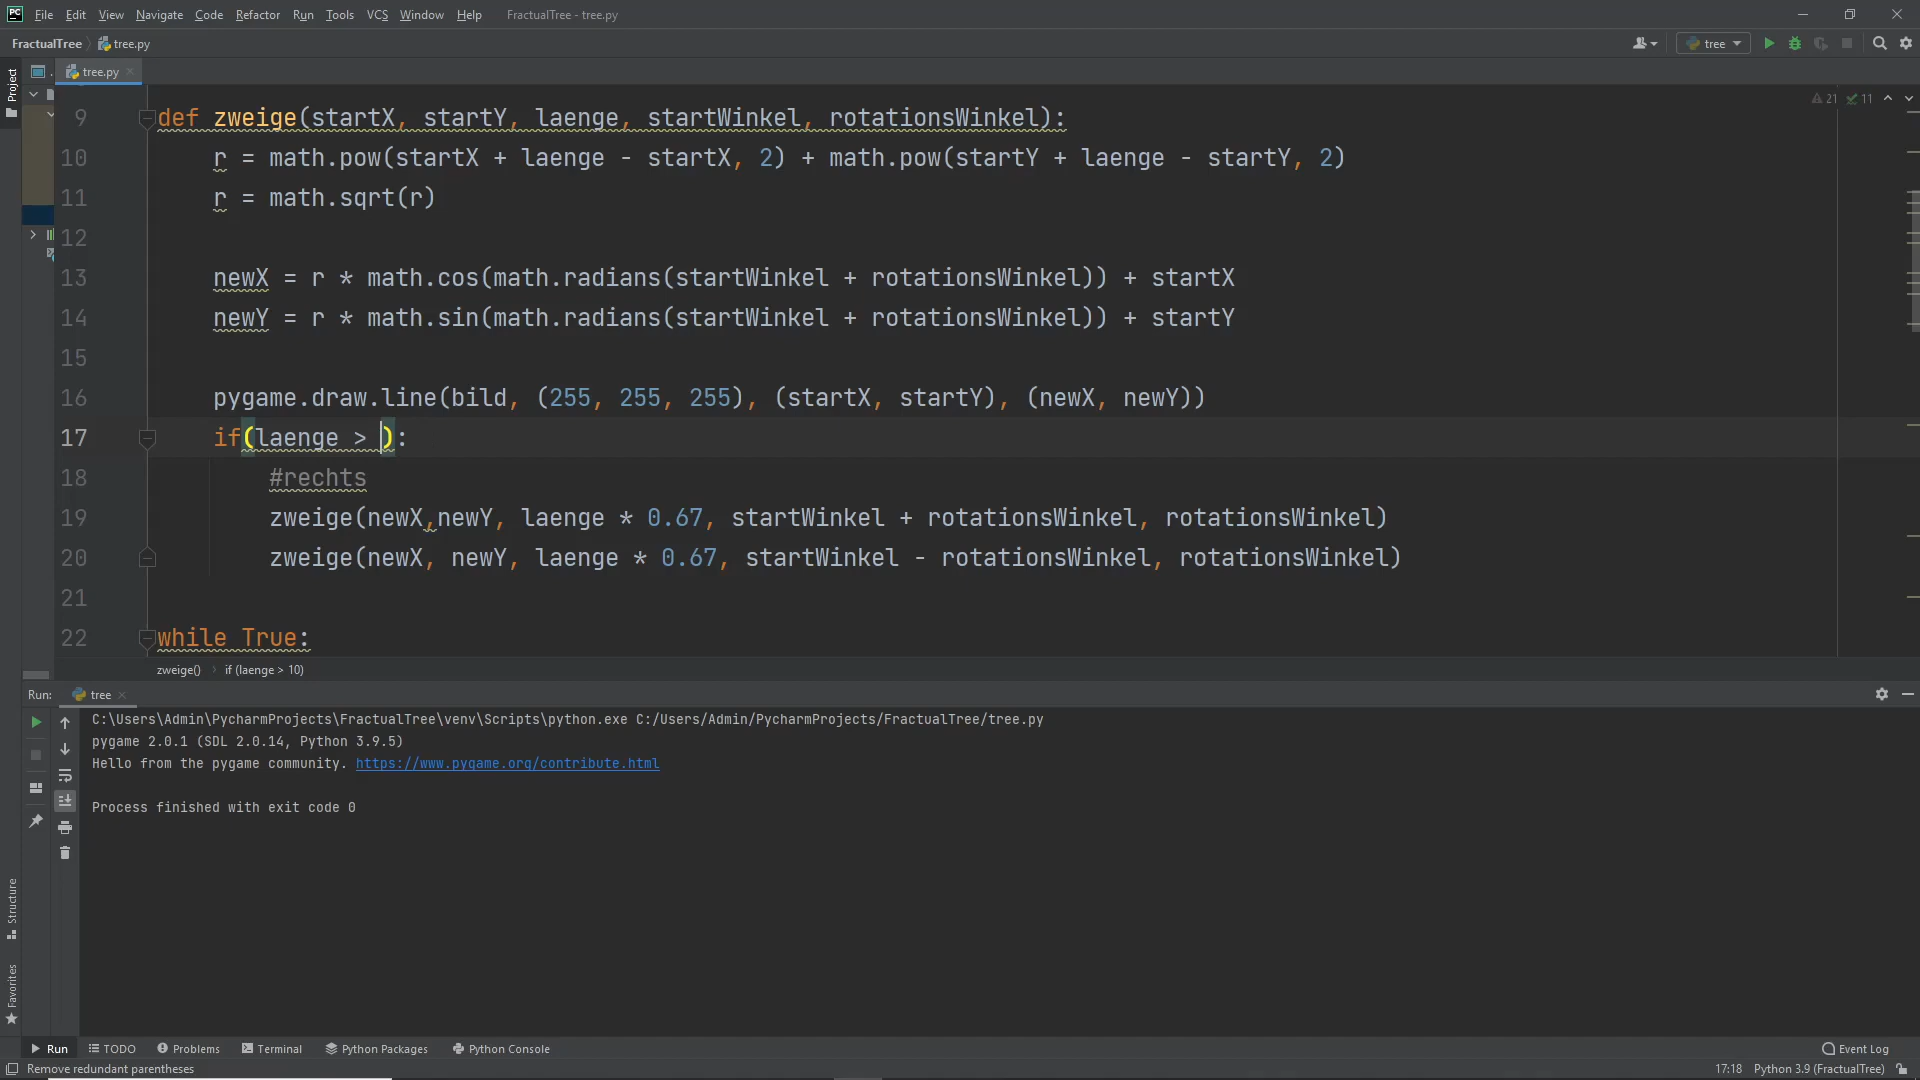 PC File Edit View Navigate Code Refactor Run Tools VCS Window Help FractualTree - tree.py
FractualTree tree.py tree
Project
tree.py
21 11
9 def zweige(startX, startY, laenge, startWinkel, rotationsWinkel):
10 r = math.pow(startX + laenge - startX, 2) + math.pow(startY + laenge - startY, 2)
11 r = math.sqrt(r)
12
13 newX = r * math.cos(math.radians(startWinkel + rotationsWinkel)) + startX
14 newY = r * math.sin(math.radians(startWinkel + rotationsWinkel)) + startY
15
16 pygame.draw.line(bild, (255, 255, 255), (startX, startY), (newX, newY))
17 if(laenge > ):
18 #rechts
19 zweige(newX,newY, laenge * 0.67, startWinkel + rotationsWinkel, rotationsWinkel)
20 zweige(newX, newY, laenge * 0.67, startWinkel - rotationsWinkel, rotationsWinkel)
21
22 while True:
zweige() if (laenge > 10)
Run: tree
C:\Users\Admin\PycharmProjects\FractualTree\venv\Scripts\python.exe C:/Users/Admin/PycharmProjects/FractualTree/tree.py
pygame 2.0.1 (SDL 2.0.14, Python 3.9.5)
Hello from the pygame community. https://www.pygame.org/contribute.html
Process finished with exit code 0
Structure
Favorites
Run TODO Problems Terminal Python Packages Python Console Event Log
Remove redundant parentheses 17:18 Python 3.9 (FractualTree)